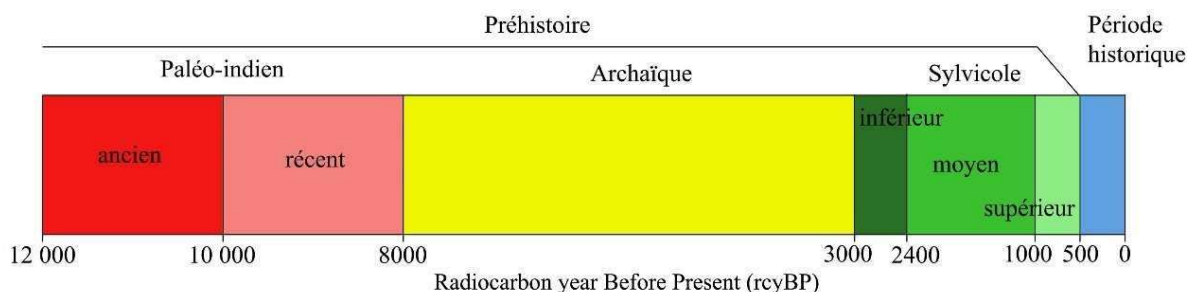 Préhistoire
Période
historique
Paléo-indien
Archaïque
Sylvicole
ancien
récent
inférieur
moyen
supérieur
12 000
10 000
8000
3000
2400
1000
500
0
Radiocarbon year Before Present (rcyBP)